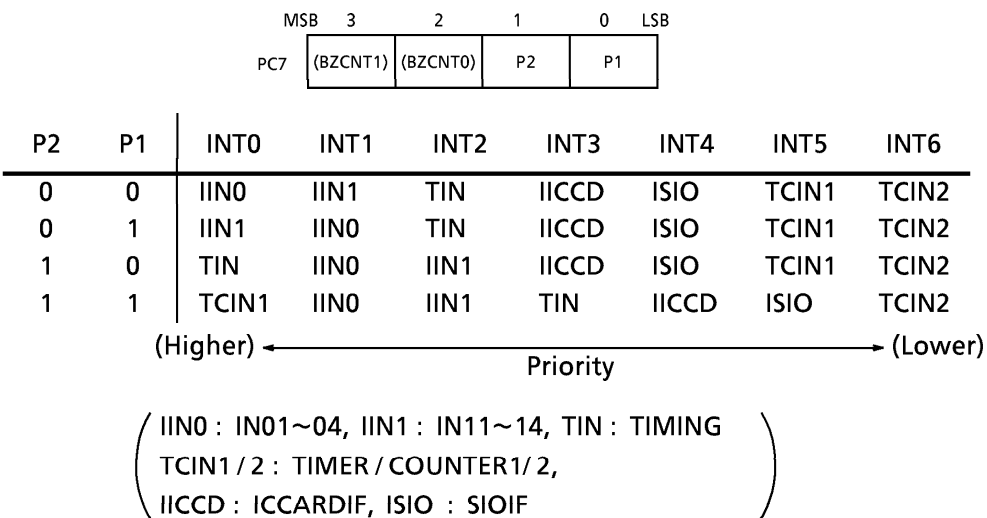 MSB 3 2 1 0 LSB
PC7 (BZCNT1) (BZCNT0) P2 P1
P2 P1 INT0 INT1 INT2 INT3 INT4 INT5 INT6
0 0 IIN0 IIN1 TIN IICCD ISIO TCIN1 TCIN2
0 1 IIN1 IIN0 TIN IICCD ISIO TCIN1 TCIN2
1 0 TIN IIN0 IIN1 IICCD ISIO TCIN1 TCIN2
1 1 TCIN1 IIN0 IIN1 TIN IICCD ISIO TCIN2
(Higher) (Lower)
Priority
IIN0 : IN01~04, IIN1 : IN11~14, TIN : TIMING
TCIN1 / 2 : TIMER / COUNTER1 / 2,
IICCD : ICCARDIF, ISIO : SIOIF